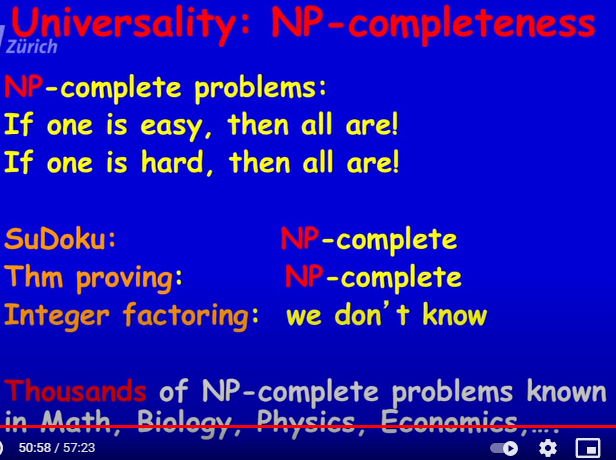 Universality: NP-completeness
Zürich
NP-complete problems:
If one is easy, then all are!
If one is hard, then all are!
SuDoku: NP-complete
Thm proving: NP-complete
Integer factoring: we don't know
Thousands of NP-complete problems known
in Math, Biology, Physics, Economics,….
50:58 / 57:23